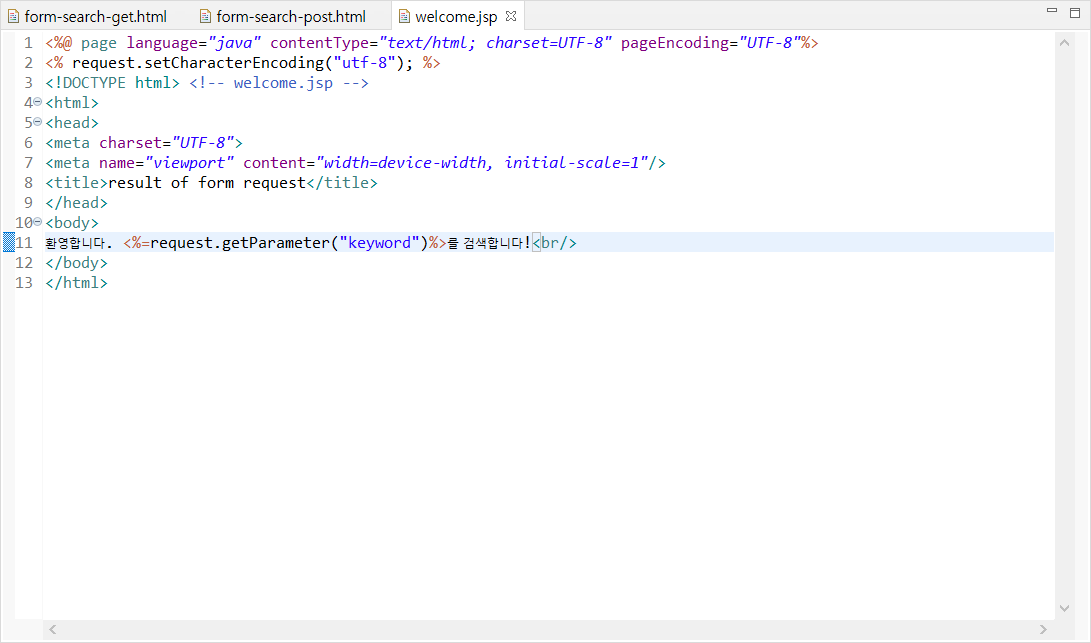 form-search-get.html form-search-post.html welcome.jsp
1 <%@ page language="java" contentType="text/html; charset=UTF-8" pageEncoding="UTF-8"%>
2 <% request.setCharacterEncoding("utf-8"); %>
3 <!DOCTYPE html> <!-- welcome.jsp -->
4 <html>
5 <head>
6 <meta charset="UTF-8">
7 <meta name="viewport" content="width=device-width, initial-scale=1"/>
8 <title>result of form request</title>
9 </head>
10 <body>
11 환영합니다. <%=request.getParameter("keyword")%>를 검색합니다!<br/>
12 </body>
13 </html>